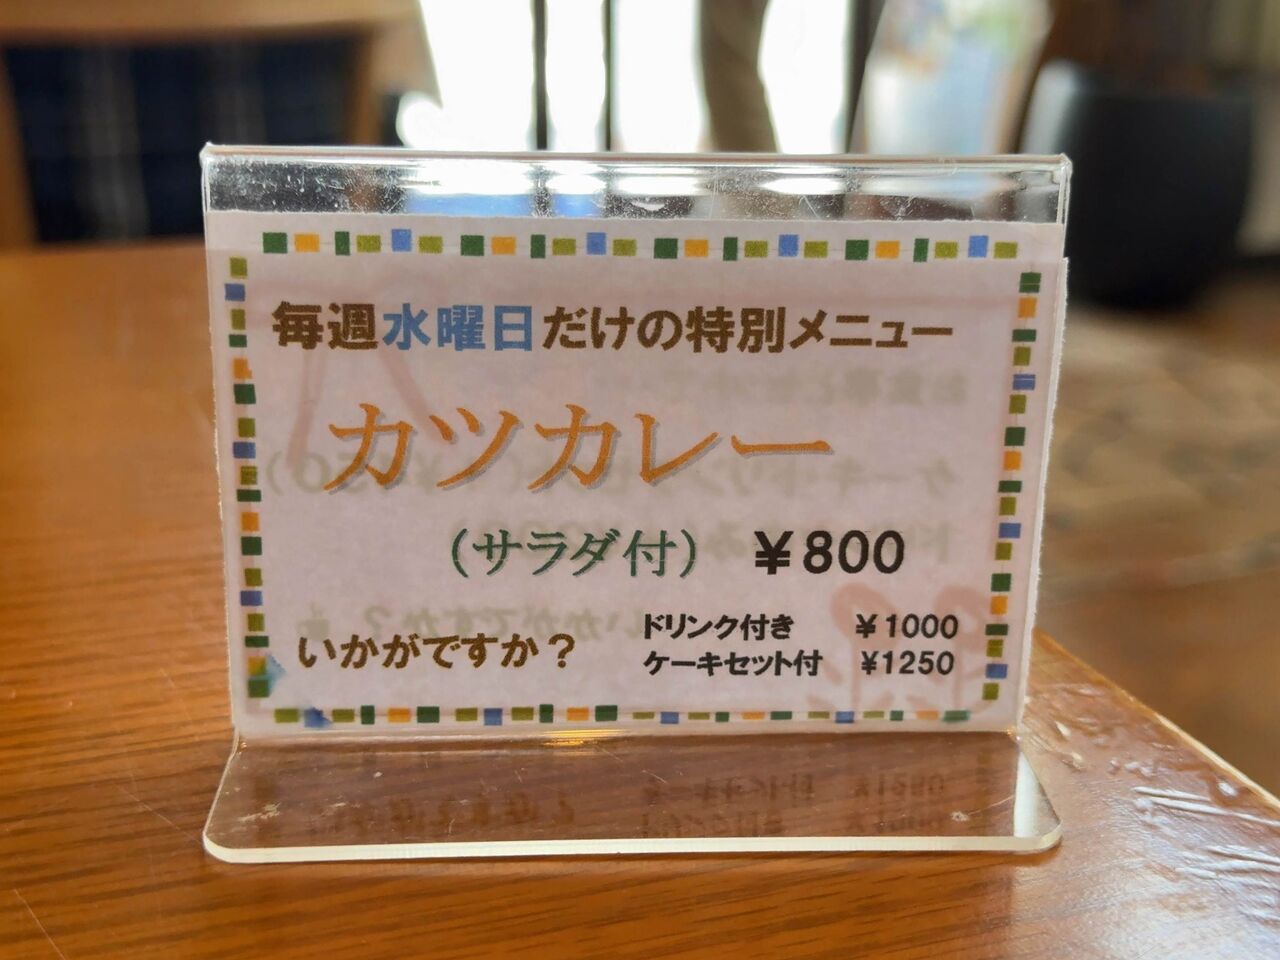 毎週水曜日だけの特別メニュー
カツカレー
（サラダ付） ￥800
いかがですか？
ドリンク付き ￥1000
ケーキセット付 ￥1250